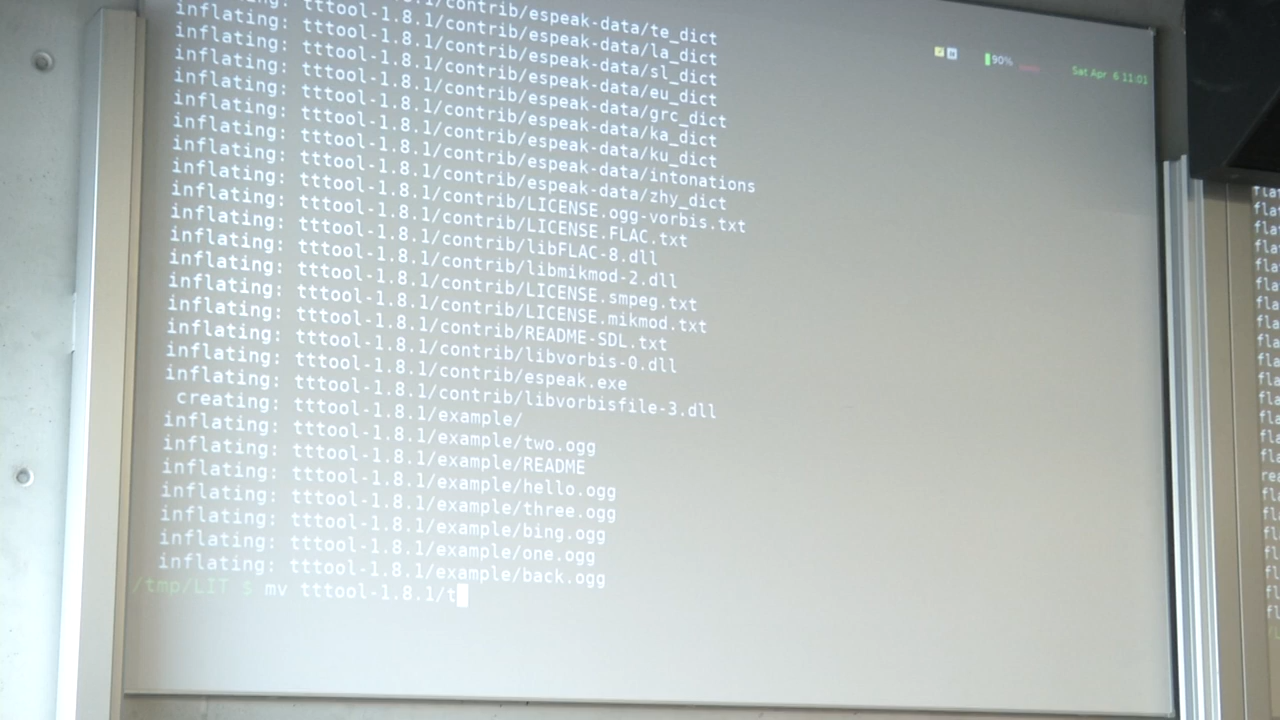 inflating: tttool-1.8.1/contrib/espeak-data/te_dict
inflating: tttool-1.8.1/contrib/espeak-data/la_dict
inflating: tttool-1.8.1/contrib/espeak-data/sl_dict
inflating: tttool-1.8.1/contrib/espeak-data/eu_dict
inflating: tttool-1.8.1/contrib/espeak-data/grc_dict
inflating: tttool-1.8.1/contrib/espeak-data/ka_dict
inflating: tttool-1.8.1/contrib/espeak-data/ku_dict
inflating: tttool-1.8.1/contrib/espeak-data/intonations
inflating: tttool-1.8.1/contrib/espeak-data/zhy_dict
inflating: tttool-1.8.1/contrib/LICENSE.ogg-vorbis.txt
inflating: tttool-1.8.1/contrib/LICENSE.FLAC.txt
inflating: tttool-1.8.1/contrib/libFLAC-8.dll
inflating: tttool-1.8.1/contrib/libmikmod-2.dll
inflating: tttool-1.8.1/contrib/LICENSE.smpeg.txt
inflating: tttool-1.8.1/contrib/LICENSE.mikmod.txt
inflating: tttool-1.8.1/contrib/README-SDL.txt
inflating: tttool-1.8.1/contrib/libvorbis-0.dll
inflating: tttool-1.8.1/contrib/espeak.exe
inflating: tttool-1.8.1/contrib/libvorbisfile-3.dll
creating: tttool-1.8.1/example/
inflating: tttool-1.8.1/example/two.ogg
inflating: tttool-1.8.1/example/README
inflating: tttool-1.8.1/example/hello.ogg
inflating: tttool-1.8.1/example/three.ogg
inflating: tttool-1.8.1/example/bing.ogg
inflating: tttool-1.8.1/example/one.ogg
inflating: tttool-1.8.1/example/back.ogg
/tmp/LIT $ mv tttool-1.8.1/t
90%
Sat Apr 6 11:01